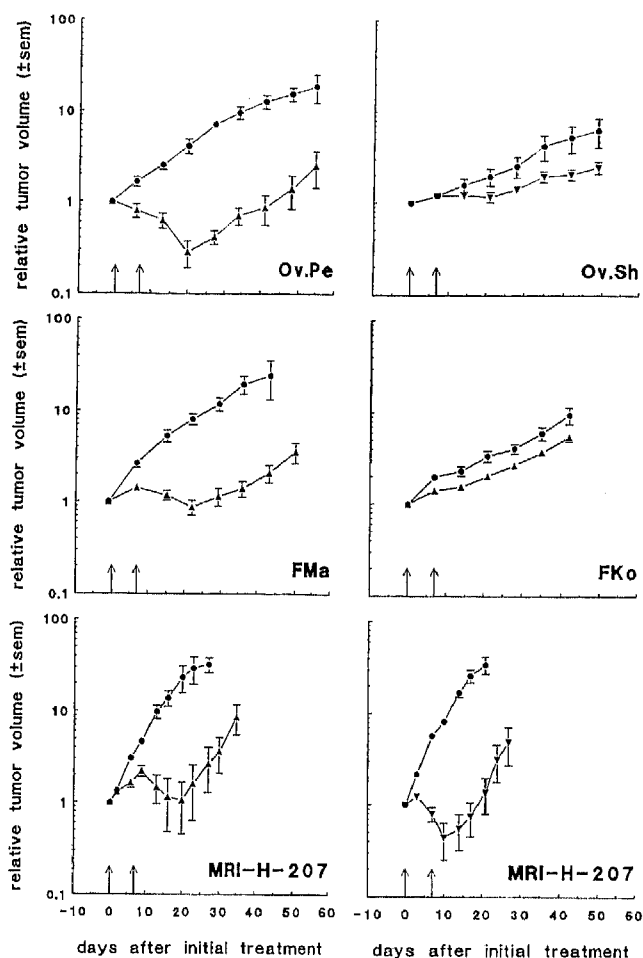 relative tumor volume (±sem)
100
10
1
0.1
Ov.Pe
Ov.Sh
relative tumor volume (±sem)
100
10
1
0.1
FMa
FKo
relative tumor volume (±sem)
100
10
1
0.1
MRI-H-207
MRI-H-207
-10 0 10 20 30 40 50 60
-10 0 10 20 30 40 50 60
days after initial treatment
days after initial treatment